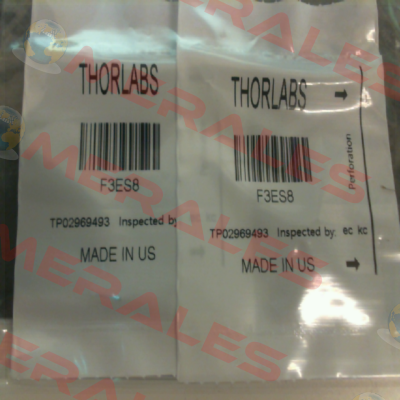 THORLABS
F3ES8
TP02969493 Inspected by
MADE IN US
THORLABS
F3ES8
TP02969493 Inspected by: ec kc
MADE IN US
Perforation
MERALES
MERALES
MERALES